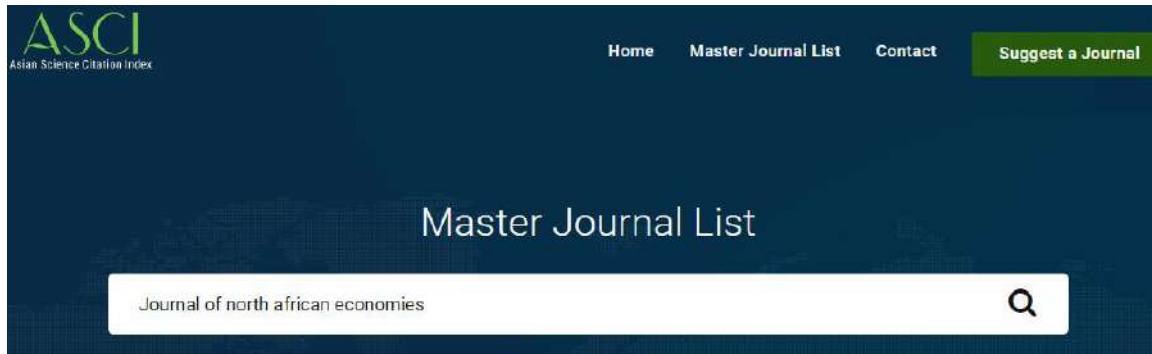 ASCI
Asian Science Citation Index
Home Master Journal List Contact Suggest a Journal
Master Journal List
Journal of north african economies